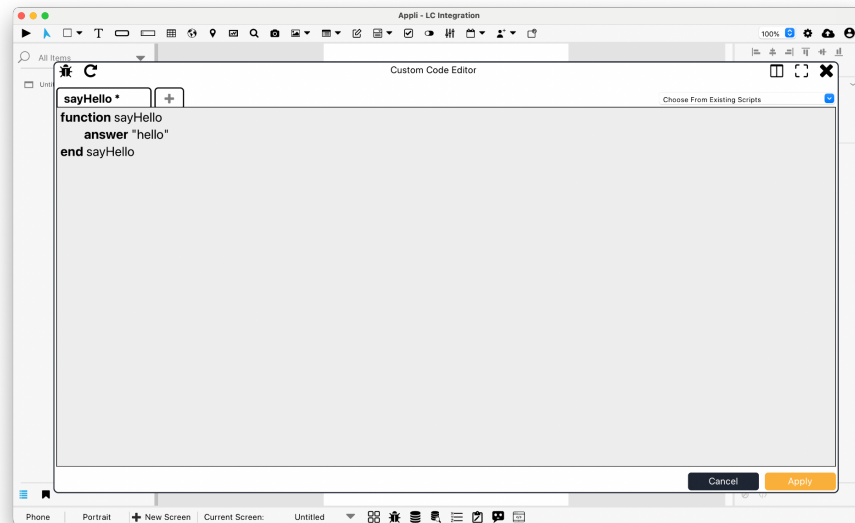 Appli - LC Integration
T
100%
All Items
Custom Code Editor
sayHello *
Choose From Existing Scripts
function sayHello
answer "hello"
end sayHello
Cancel
Apply
Phone
Portrait
New Screen
Current Screen:
Untitled